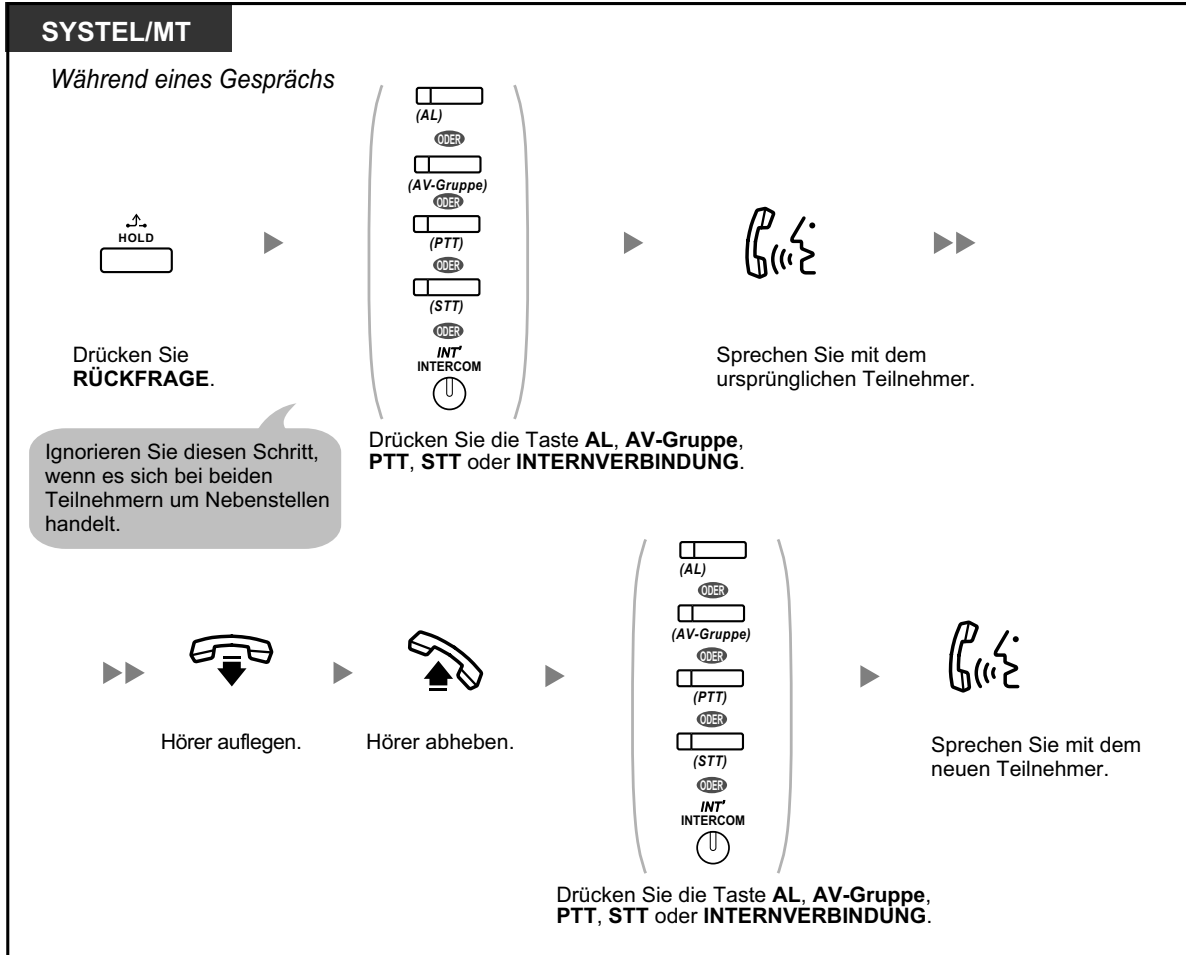 SYSTEL/MT
Während eines Gesprächs
HOLD
Drücken Sie
RÜCKFRAGE.
Ignorieren Sie diesen Schritt,
wenn es sich bei beiden
Teilnehmern um Nebenstellen
handelt.
(AL)
ODER
(AV-Gruppe)
ODER
(PTT)
ODER
(STT)
ODER
INT'
INTERCOM
Drücken Sie die Taste AL, AV-Gruppe,
PTT, STT oder INTERNVERBINDUNG.
Sprechen Sie mit dem
ursprünglichen Teilnehmer.
Hörer auflegen.
Hörer abheben.
(AL)
ODER
(AV-Gruppe)
ODER
(PTT)
ODER
(STT)
ODER
INT'
INTERCOM
Drücken Sie die Taste AL, AV-Gruppe,
PTT, STT oder INTERNVERBINDUNG.
Sprechen Sie mit dem
neuen Teilnehmer.